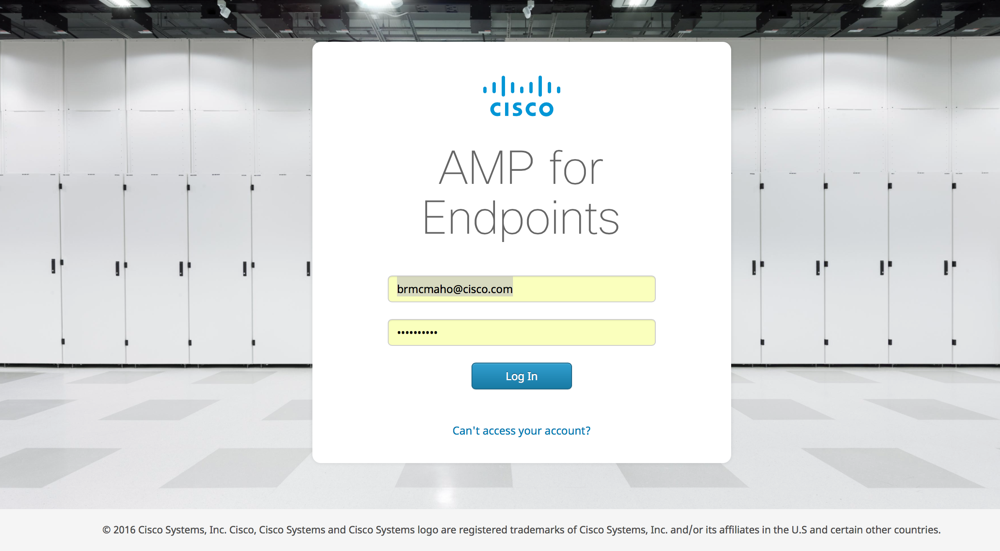 CISCO
AMP for
Endpoints
brmcmaho@cisco.com
••••••••••
Log In
Can't access your account?
© 2016 Cisco Systems, Inc. Cisco, Cisco Systems and Cisco Systems logo are registered trademarks of Cisco Systems, Inc. and/or its affiliates in the U.S and certain other countries.